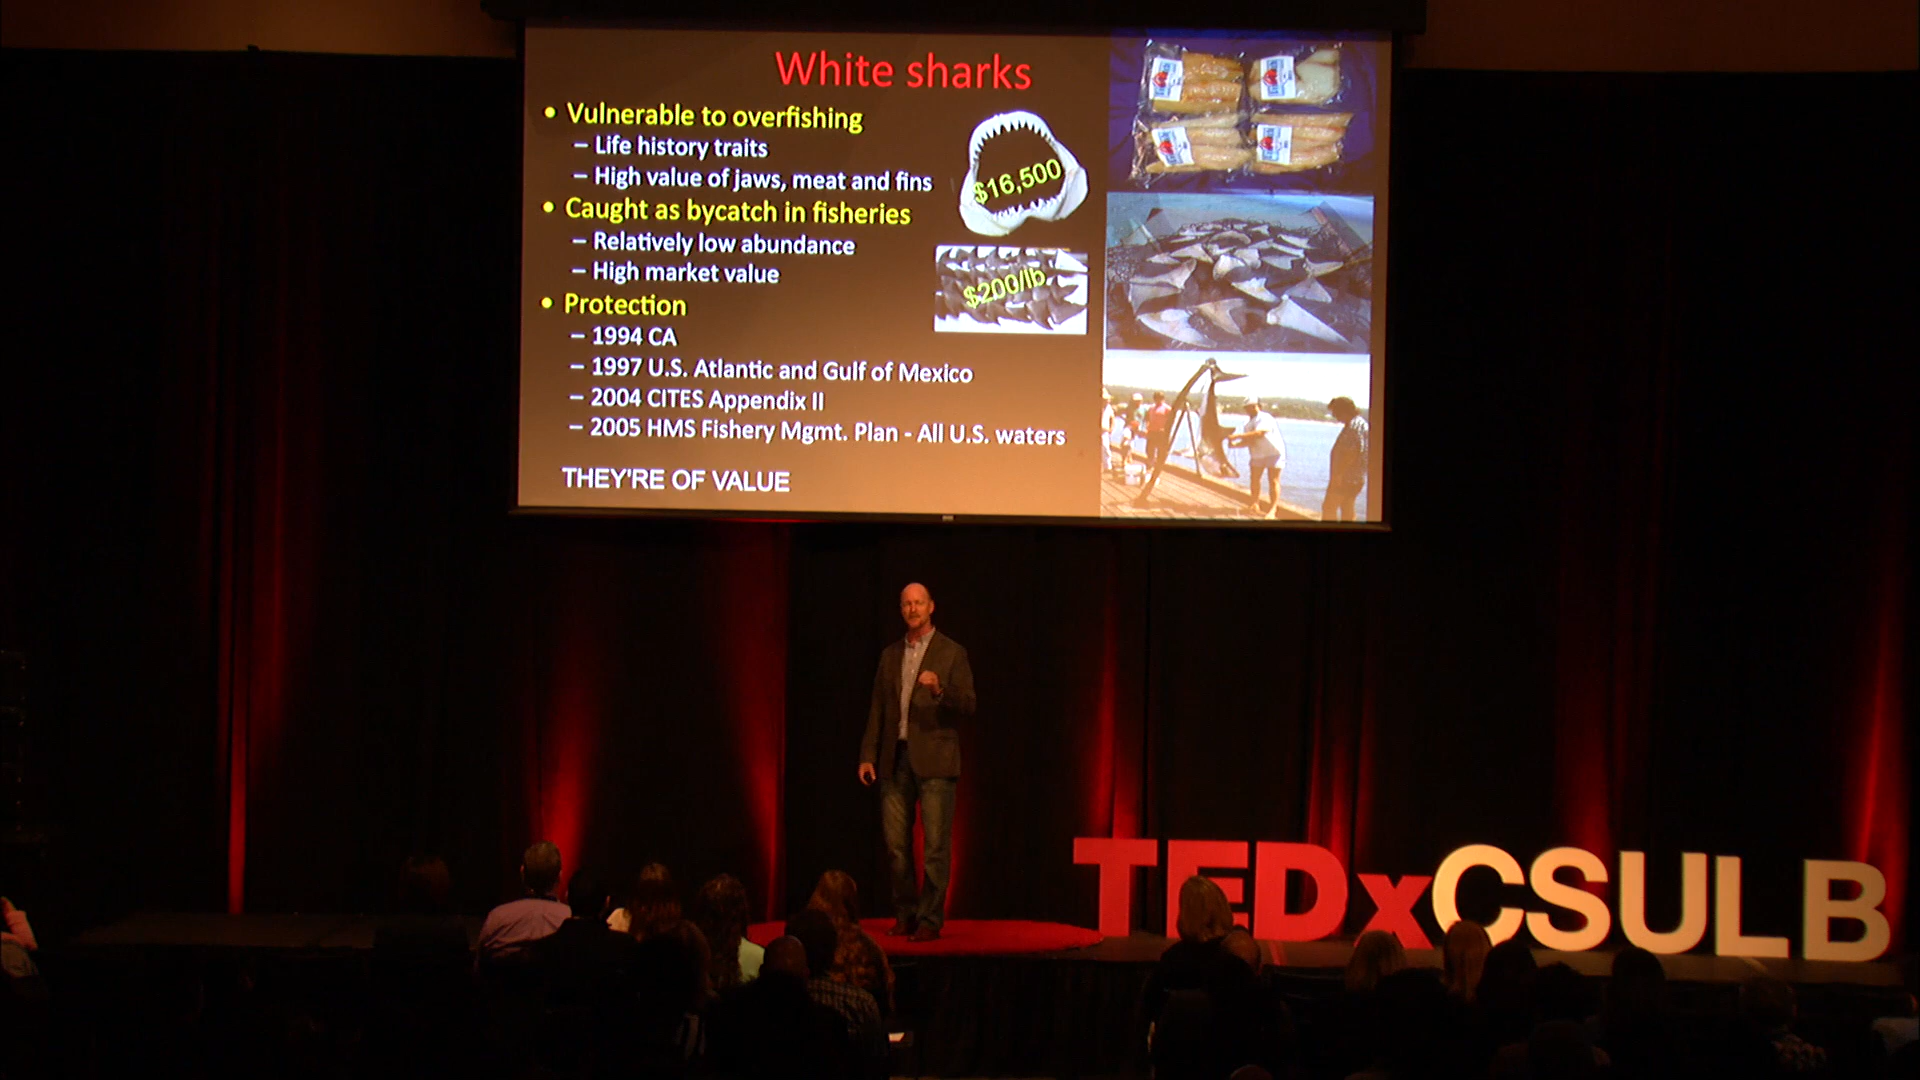 White sharks
• Vulnerable to overfishing
– Life history traits
– High value of jaws, meat and fins
$16,500
• Caught as bycatch in fisheries
– Relatively low abundance
– High market value
$200/lb.
• Protection
– 1994 CA
– 1997 U.S. Atlantic and Gulf of Mexico
– 2004 CITES Appendix II
– 2005 HMS Fishery Mgmt. Plan - All U.S. waters
THEY'RE OF VALUE
TEDxCSULB